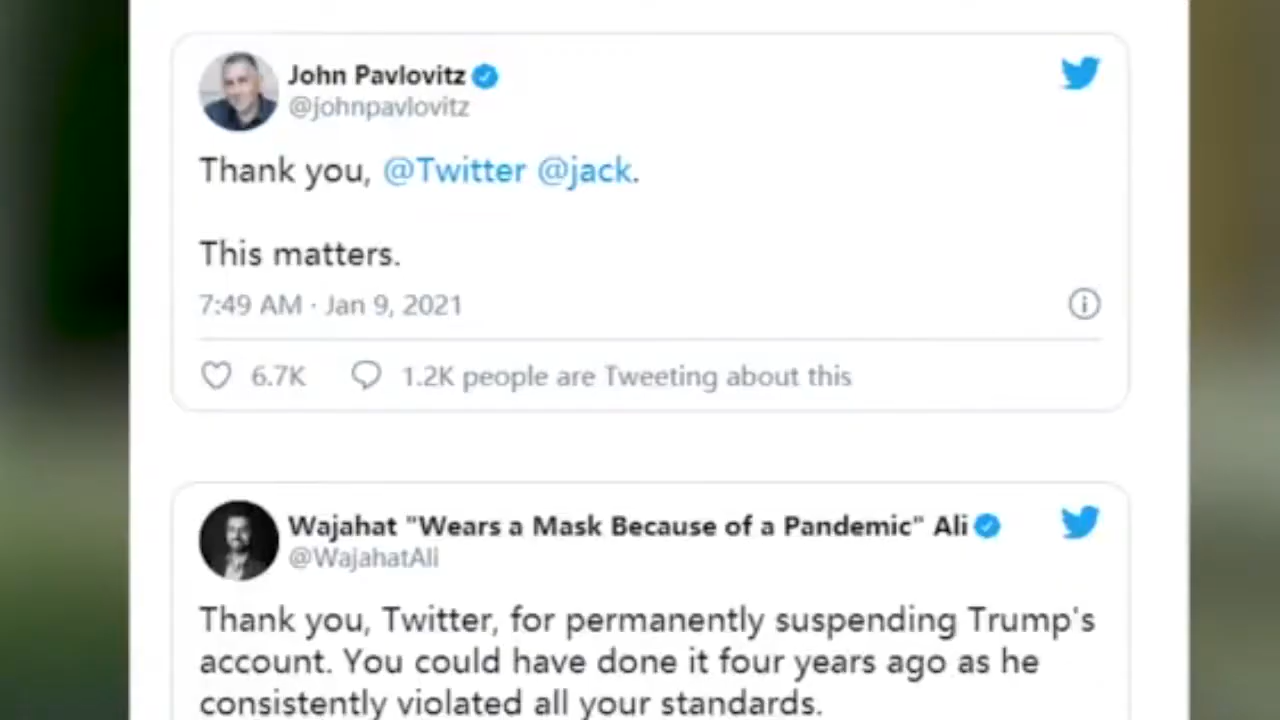 John Pavlovitz
@johnpavlovitz
Thank you, @Twitter @jack.
This matters.
7:49 AM · Jan 9, 2021
6.7K 1.2K people are Tweeting about this
Wajahat "Wears a Mask Because of a Pandemic" Ali
@WajahatAli
Thank you, Twitter, for permanently suspending Trump's
account. You could have done it four years ago as he
consistently violated all your standards.